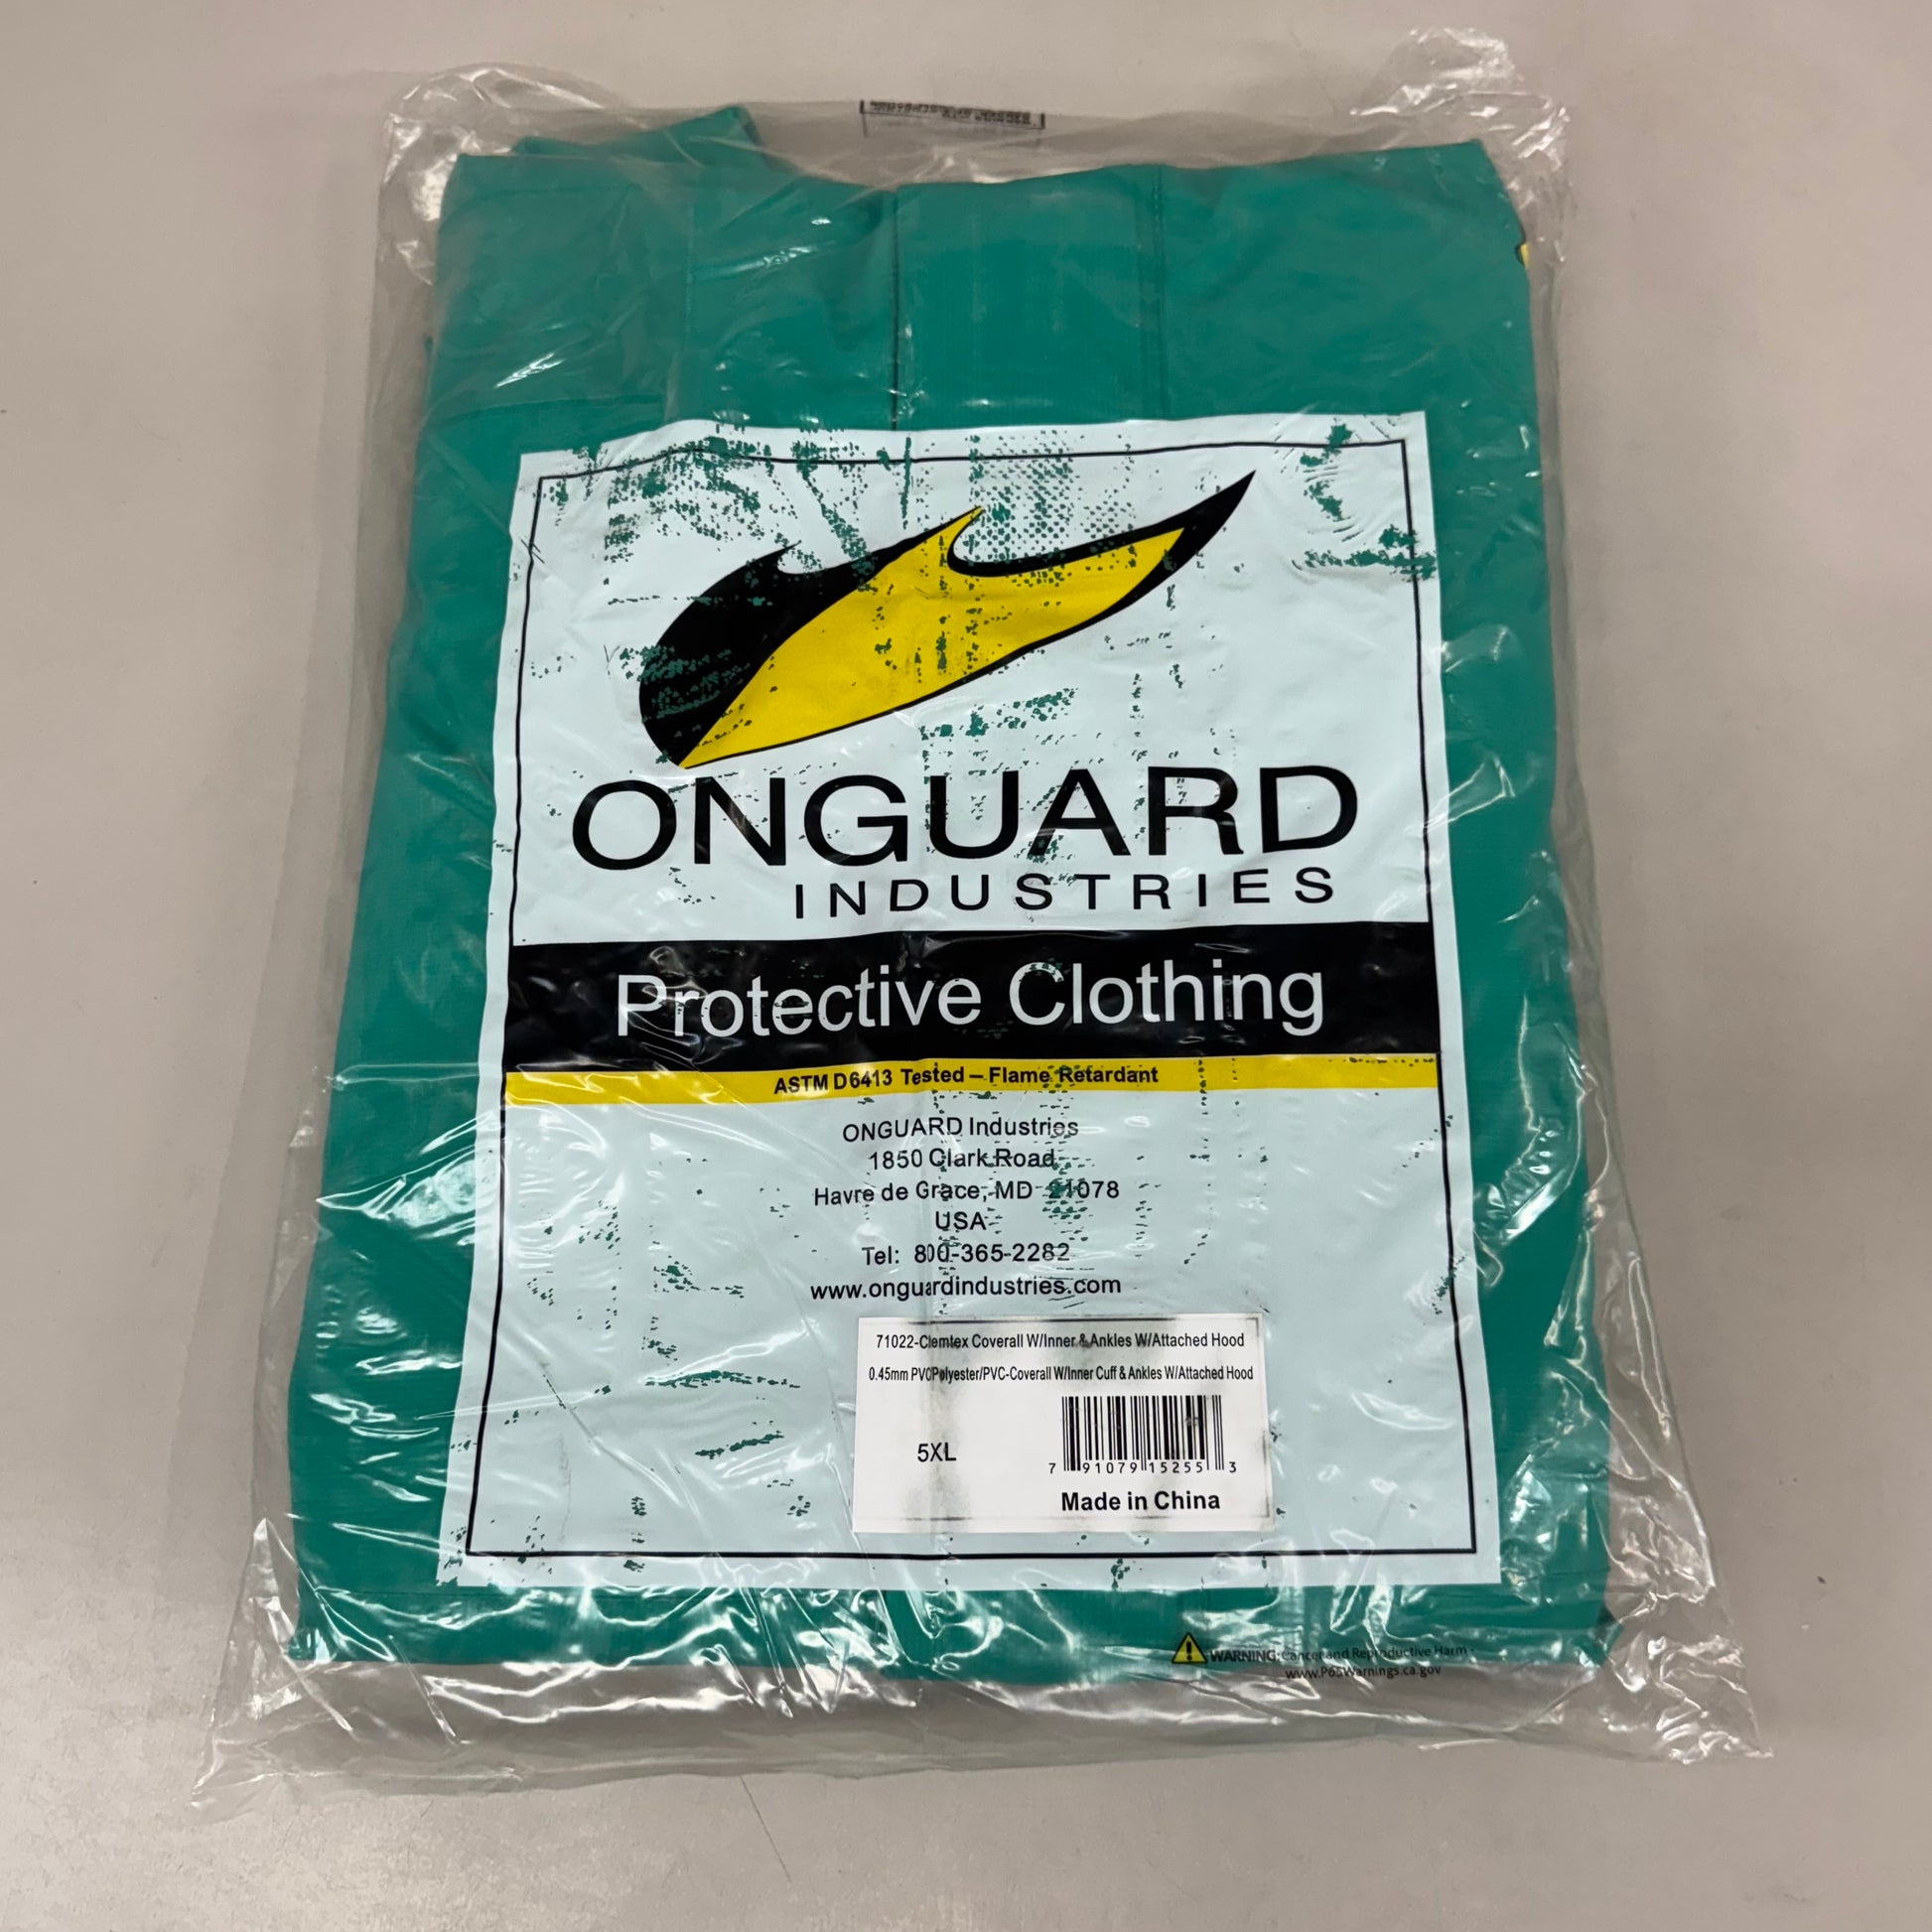 ONGUARD
INDUSTRIES
Protective Clothing
ASTM D6413 Tested – Flame Retardant
ONGUARD Industries
1850 Clark Road
Havre de Grace, MD 21078
USA
Tel: 800-365-2282
www.onguardindustries.com
71022-Clemtex Coverall W/Inner & Ankles W/Attached Hood
0.45mm PVCPolyester/PVC-Coverall W/Inner Cuff & Ankles W/Attached Hood
5XL
7 91079 15255 3
Made in China
WARNING: Cancer and Reproductive Harm -
www.P65Warnings.ca.gov